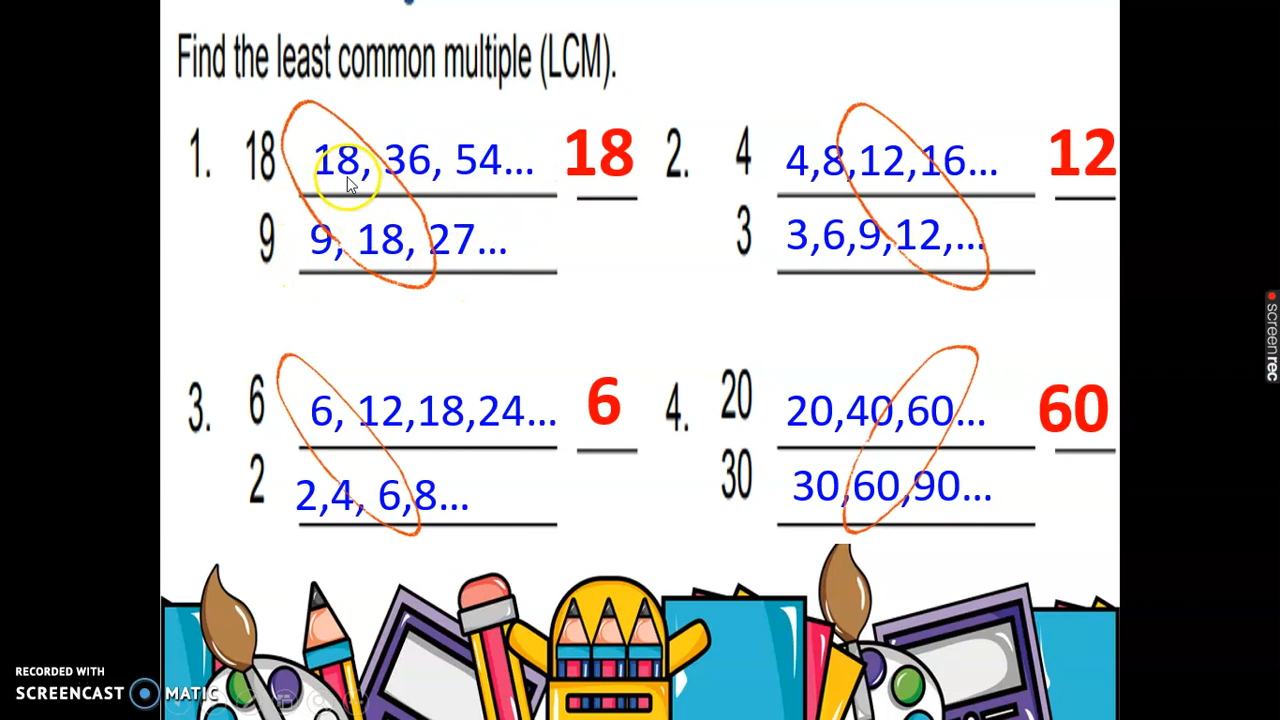 Find the least common multiple (LCM).
1. 18 18, 36, 54... 18
9 9, 18, 27...
2. 4 4,8,12,16... 12
3 3,6,9,12,...
3. 6 6, 12,18,24... 6
2 2,4, 6,8...
4. 20 20,40,60... 60
30 30,60,90...
screenrec
RECORDED WITH
SCREENCAST MATIC